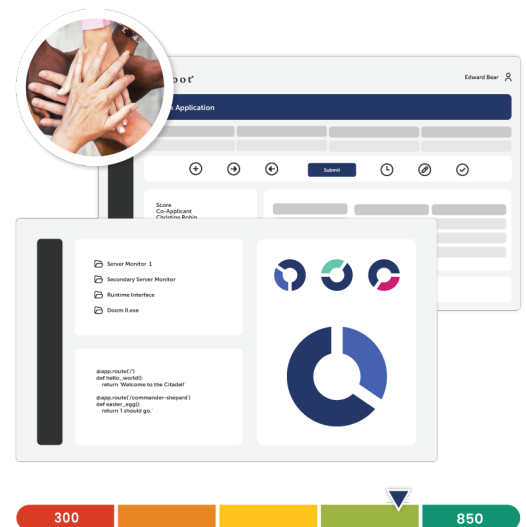 Edward Bear
Application
Submit
Score
Co-Applicant
Christina Robin
Server Monitor 1
Secondary Server Monitor
Runtime Interface
Doom II.exe
@app.route('/')
def hello_world():
return 'Welcome to the Citadel!'
@app.route('/commander-shepard')
def easter_egg():
return 'I should go.'
300
850